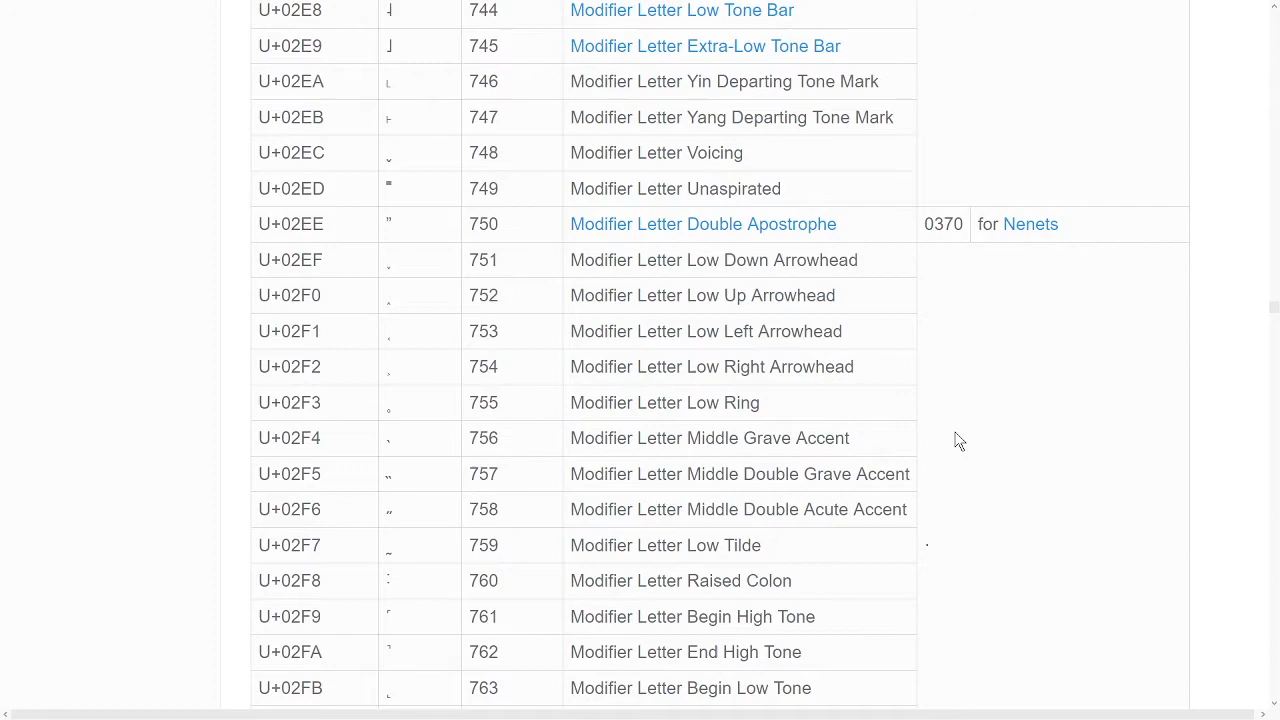 U+02E8 ˨ 744 Modifier Letter Low Tone Bar
U+02E9 ˩ 745 Modifier Letter Extra-Low Tone Bar
U+02EA ˪ 746 Modifier Letter Yin Departing Tone Mark
U+02EB ˫ 747 Modifier Letter Yang Departing Tone Mark
U+02EC ˬ 748 Modifier Letter Voicing
U+02ED ˭ 749 Modifier Letter Unaspirated
U+02EE ˮ 750 Modifier Letter Double Apostrophe 0370 for Nenets
U+02EF ˯ 751 Modifier Letter Low Down Arrowhead
U+02F0 ˰ 752 Modifier Letter Low Up Arrowhead
U+02F1 ˱ 753 Modifier Letter Low Left Arrowhead
U+02F2 ˲ 754 Modifier Letter Low Right Arrowhead
U+02F3 ˳ 755 Modifier Letter Low Ring
U+02F4 ˴ 756 Modifier Letter Middle Grave Accent
U+02F5 ˵ 757 Modifier Letter Middle Double Grave Accent
U+02F6 ˶ 758 Modifier Letter Middle Double Acute Accent
U+02F7 ˷ 759 Modifier Letter Low Tilde .
U+02F8 ˸ 760 Modifier Letter Raised Colon
U+02F9 ˹ 761 Modifier Letter Begin High Tone
U+02FA ˺ 762 Modifier Letter End High Tone
U+02FB ˻ 763 Modifier Letter Begin Low Tone